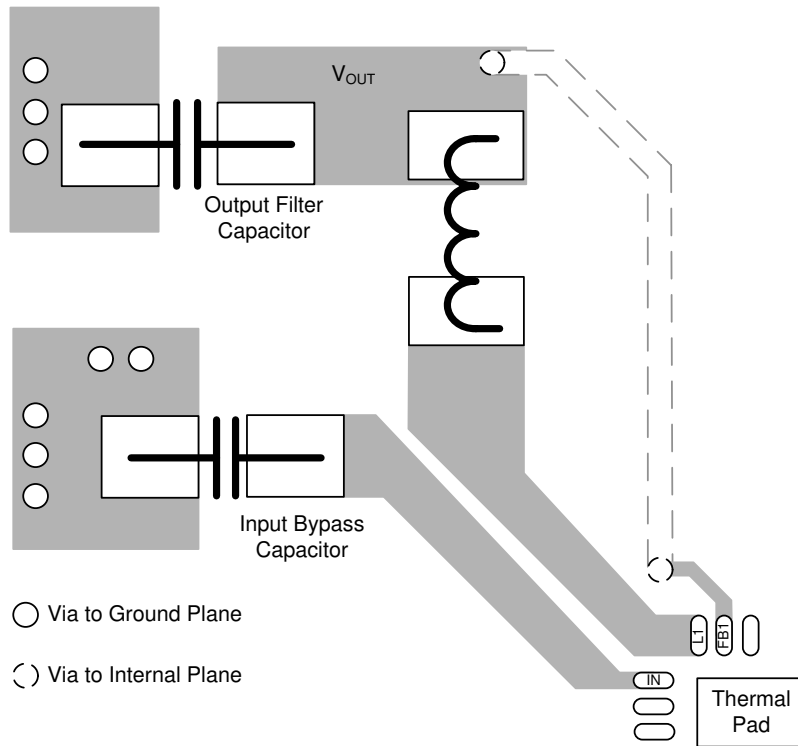 VOUT
Output Filter
Capacitor
Input Bypass
Capacitor
Via to Ground Plane
Via to Internal Plane
L1
FB1
IN
Thermal
Pad